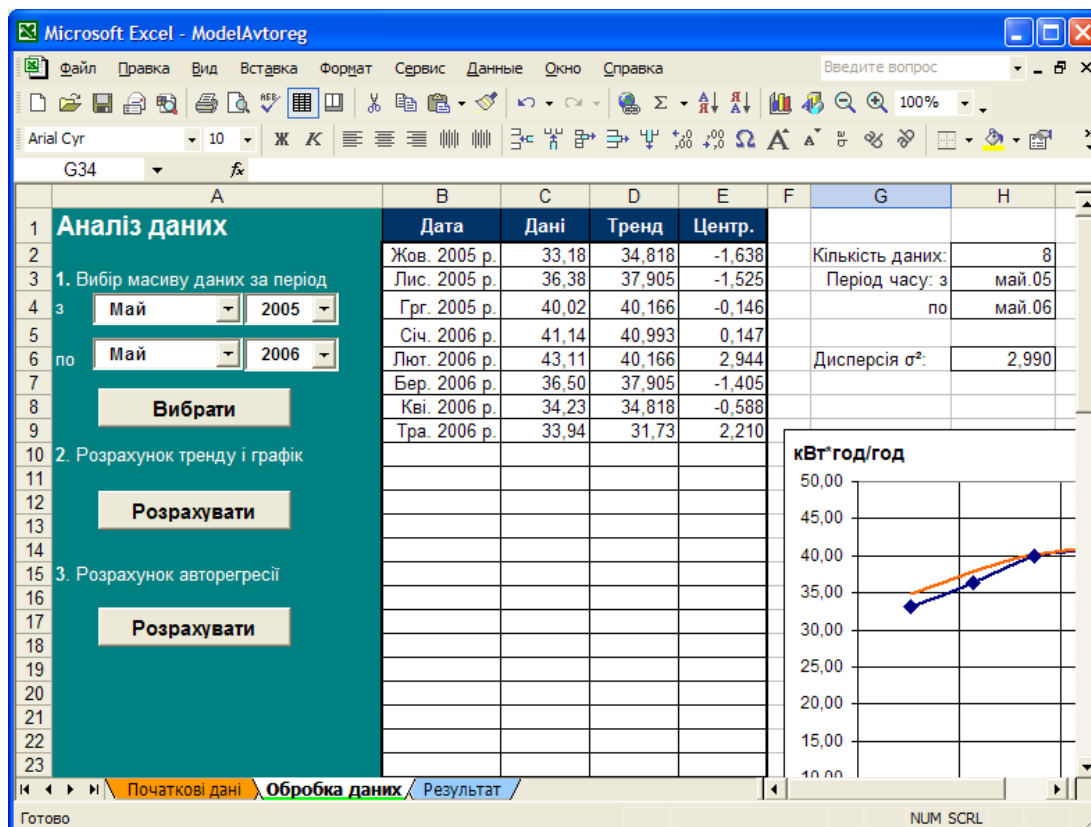 Microsoft Excel - ModelAvtoreg
Файл Правка Вид Вставка Формат Сервис Данные Окно Справка Введите вопрос
100%
Arial Cyr 10 Ж К
G34 fx
A B C D E F G H
1 Аналіз даних Дата Дані Тренд Центр.
2 Жов. 2005 р. 33,18 34,818 -1,638 Кількість даних: 8
3 1. Вибір масиву даних за період Лис. 2005 р. 36,38 37,905 -1,525 Період часу: з май.05
4 з Май 2005 Грг. 2005 р. 40,02 40,166 -0,146 по май.06
5 Січ. 2006 р. 41,14 40,993 0,147
6 по Май 2006 Лют. 2006 р. 43,11 40,166 2,944 Дисперсія σ²: 2,990
7 Бер. 2006 р. 36,50 37,905 -1,405
8 Вибрати Кві. 2006 р. 34,23 34,818 -0,588
9 Тра. 2006 р. 33,94 31,73 2,210
10 2. Розрахунок тренду і графік кВт*год/год
11 50,00
12 Розрахувати 45,00
13
14 40,00
15 3. Розрахунок авторегресії 35,00
16
17 Розрахувати 30,00
18
19 25,00
20 20,00
21
22 15,00
23 10,00
Початкові дані Обробка даних Результат
Готово NUM SCRL